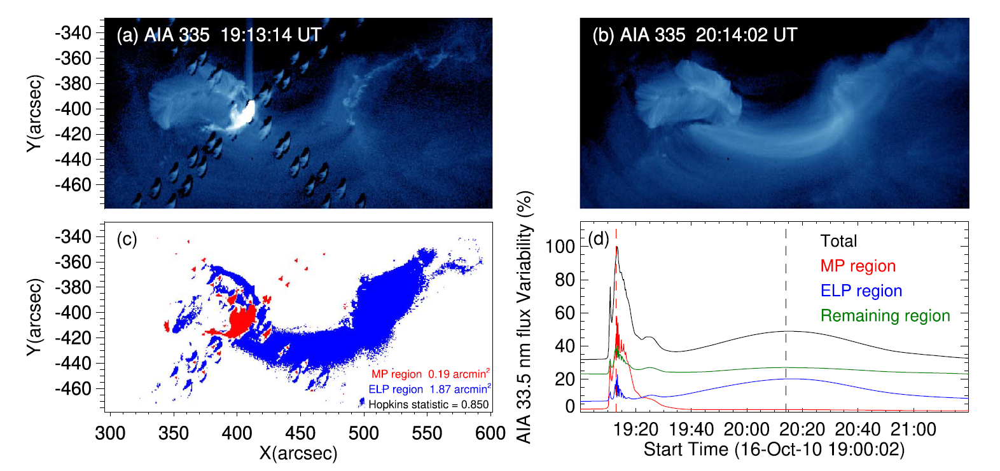 (a) AIA 335 19:13:14 UT
(b) AIA 335 20:14:02 UT
Y(arcsec)
-340
-360
-380
-400
-420
-440
-460
(c)
Y(arcsec)
-340
-360
-380
-400
-420
-440
-460
MP region 0.19 arcmin²
ELP region 1.87 arcmin²
Hopkins statistic = 0.850
300 350 400 450 500 550 600
X(arcsec)
(d)
AIA 33.5 nm flux Variability (%)
100
80
60
40
20
0
Total
MP region
ELP region
Remaining region
19:20 19:40 20:00 20:20 20:40 21:00
Start Time (16-Oct-10 19:00:02)